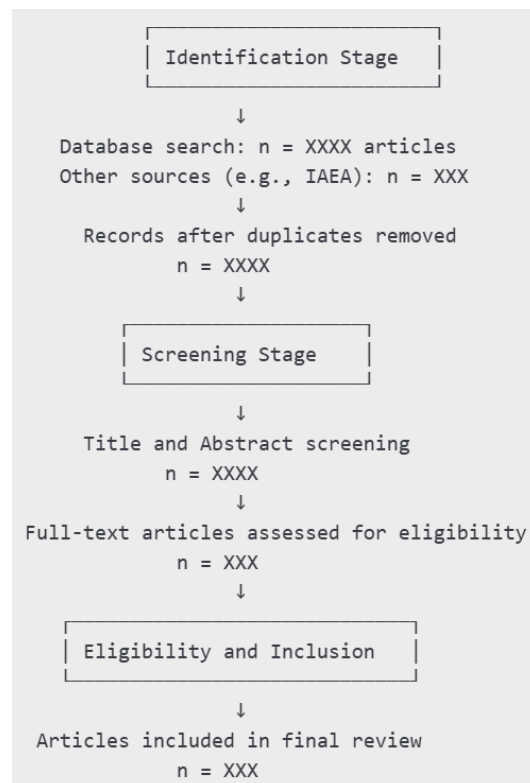 Identification Stage
↓
Database search: n = XXXX articles
Other sources (e.g., IAEA): n = XXX
↓
Records after duplicates removed
n = XXXX
↓
Screening Stage
↓
Title and Abstract screening
n = XXXX
↓
Full-text articles assessed for eligibility
n = XXX
↓
Eligibility and Inclusion
↓
Articles included in final review
n = XXX